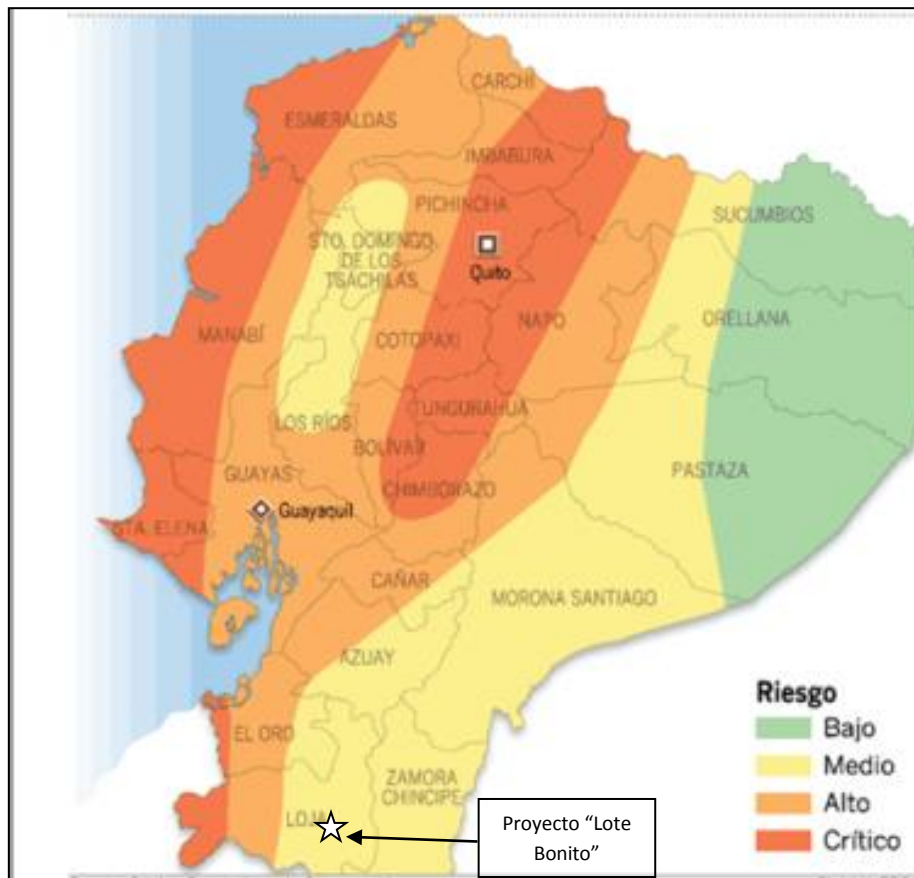 CARCHI
ESMERALDAS
IMBABURA
PICHINCHA
SUCUMBIOS
STO. DOMINGO
DE LOS
TSÁCHILAS
Quito
ORELLANA
NAPO
MANABÍ
COTOPAXI
TUNGURAHUA
LOS RÍOS
BOLÍVAR
PASTAZA
GUAYAS
CHIMBORAZO
Guayaquil
STA. ELENA
CAÑAR
MORONA SANTIAGO
AZUAY
Riesgo
Bajo
EL ORO
Medio
ZAMORA
CHINCIPE
Alto
LOJA
Proyecto “Lote
Bonito”
Crítico